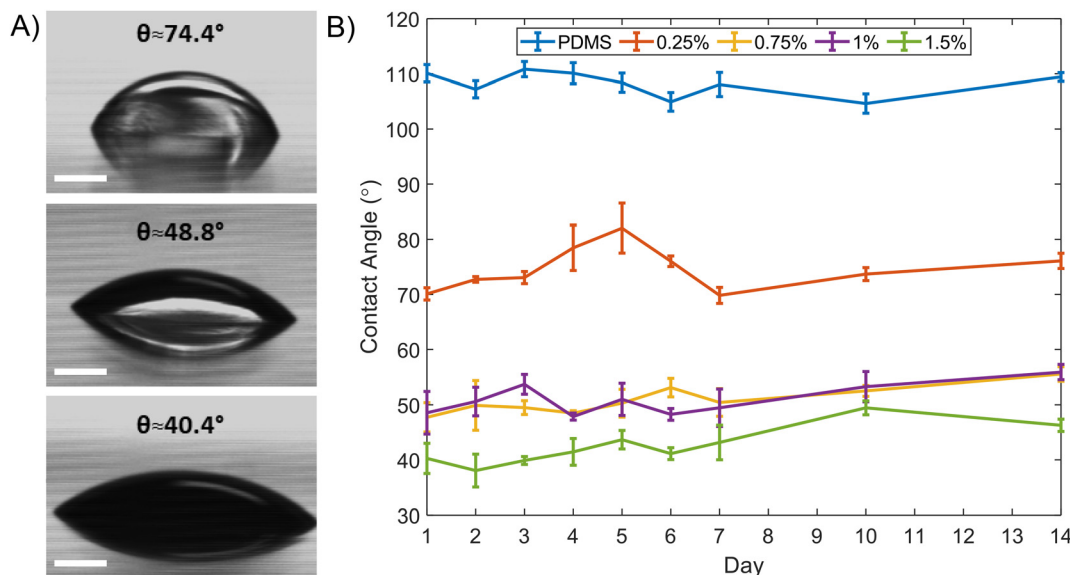 A)
θ≈74.4°
θ≈48.8°
θ≈40.4°
B)
PDMS 0.25% 0.75% 1% 1.5%
Contact Angle (°)
120
110
100
90
80
70
60
50
40
30
1 2 3 4 5 6 7 8 9 10 11 12 13 14
Day